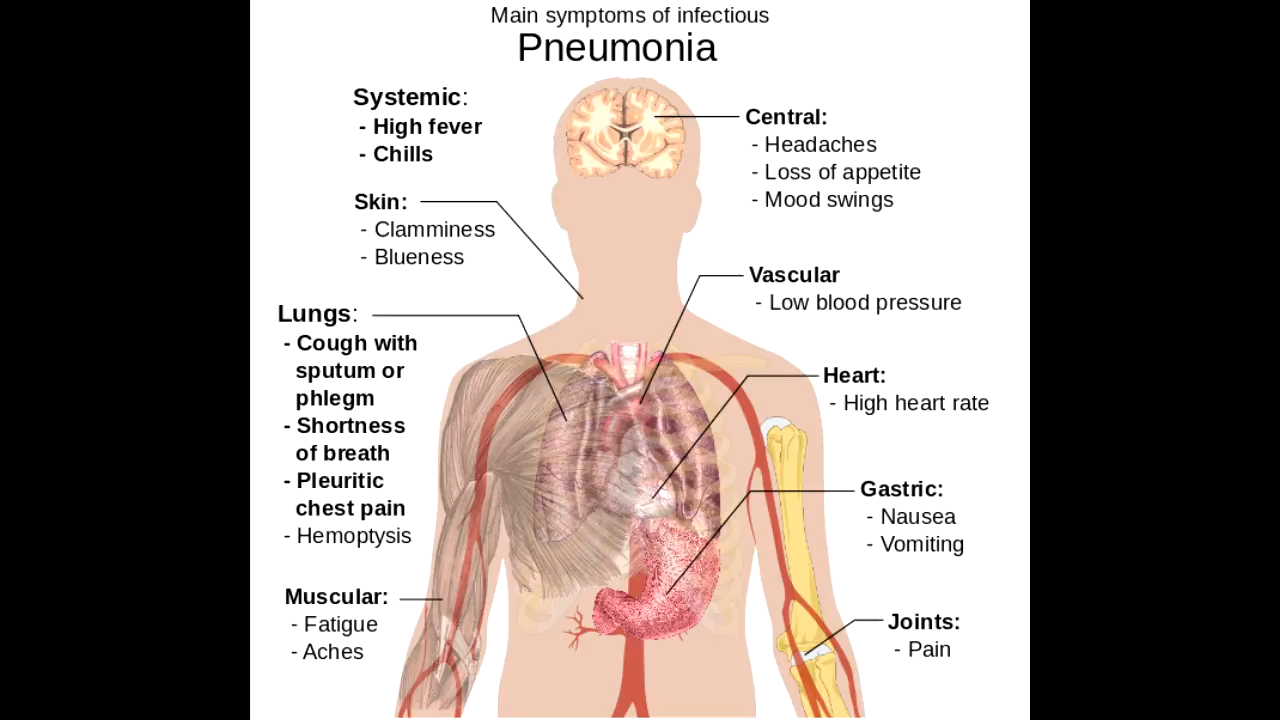 Main symptoms of infectious
Pneumonia
Systemic:
- High fever
- Chills
Skin:
- Clamminess
- Blueness
Lungs:
- Cough with
sputum or
phlegm
- Shortness
of breath
- Pleuritic
chest pain
- Hemoptysis
Muscular:
- Fatigue
- Aches
Central:
- Headaches
- Loss of appetite
- Mood swings
Vascular
- Low blood pressure
Heart:
- High heart rate
Gastric:
- Nausea
- Vomiting
Joints:
- Pain